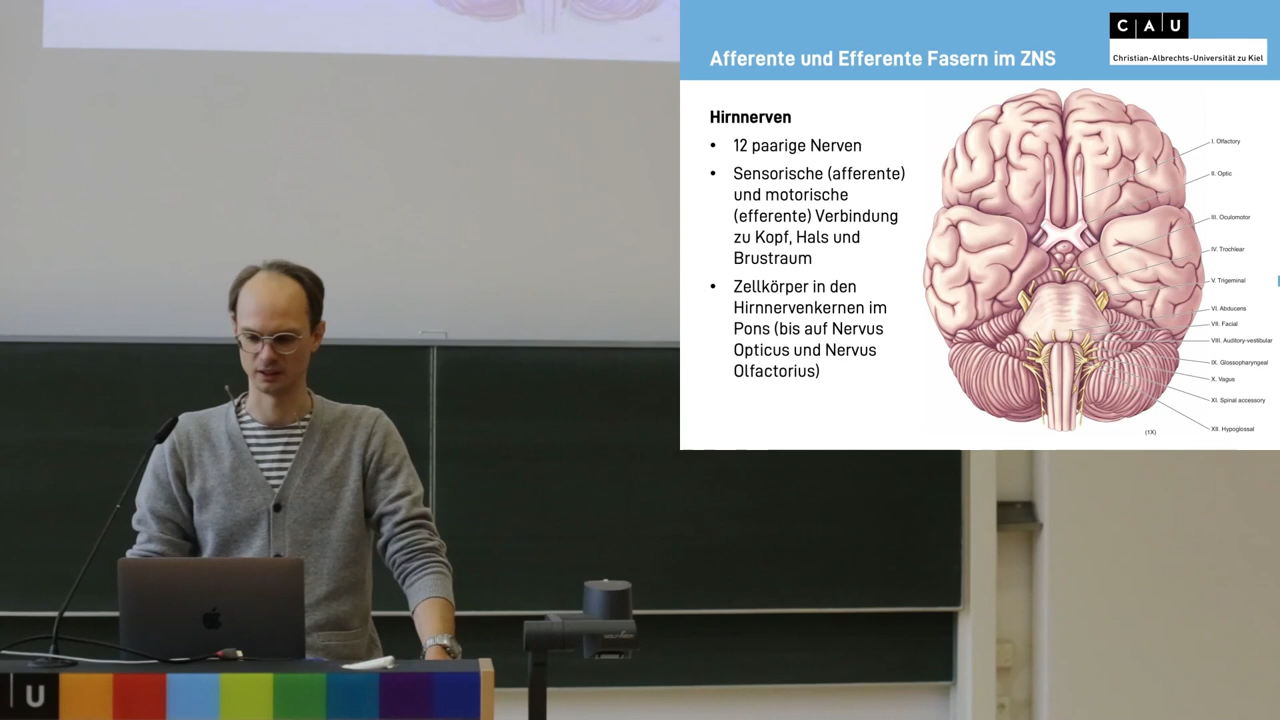 Afferente und Efferente Fasern im ZNS
C A U
Christian-Albrechts-Universität zu Kiel
Hirnnerven
• 12 paarige Nerven
• Sensorische (afferente)
und motorische
(efferente) Verbindung
zu Kopf, Hals und
Brustraum
• Zellkörper in den
Hirnnervenkernen im
Pons (bis auf Nervus
Opticus und Nervus
Olfactorius)
I. Olfactory
II. Optic
III. Oculomotor
IV. Trochlear
V. Trigeminal
VI. Abducens
VII. Facial
VIII. Auditory-vestibular
IX. Glossopharyngeal
X. Vagus
XI. Spinal accessory
XII. Hypoglossal
(1X)
U